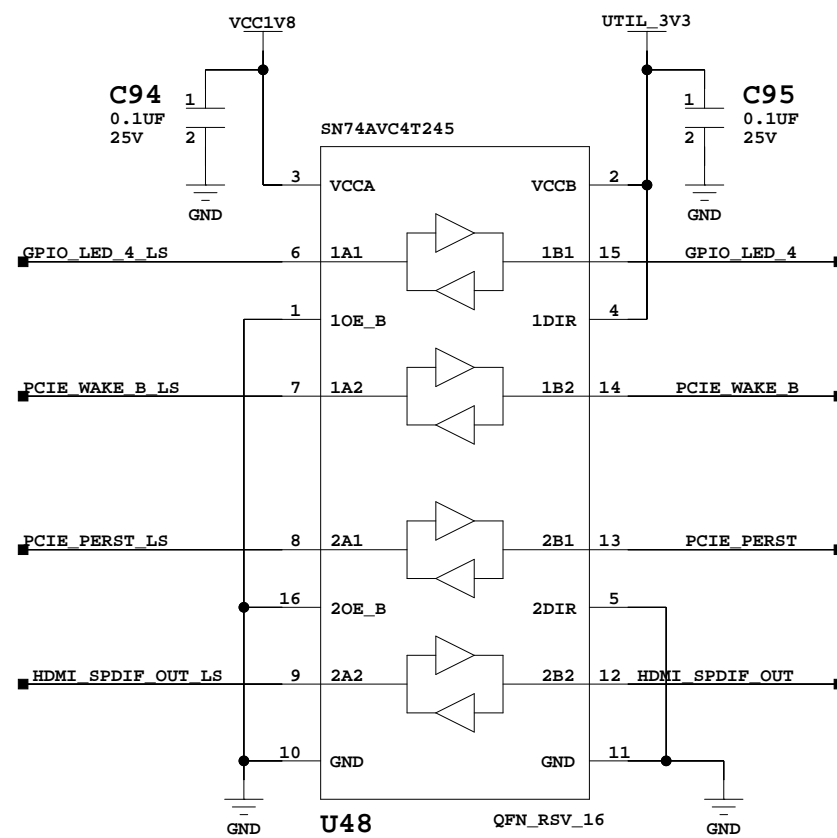 VCC1V8
UTIL_3V3
C94
0.1UF
25V
1
2
GND
SN74AVC4T245
1
2
C95
0.1UF
25V
GND
3 VCCA
VCCB 2
GPIO_LED_4_LS 6 1A1
1B1 15 GPIO_LED_4
1 1OE_B
1DIR 4
PCIE_WAKE_B_LS 7 1A2
1B2 14 PCIE_WAKE_B
PCIE_PERST_LS 8 2A1
2B1 13 PCIE_PERST
16 2OE_B
2DIR 5
HDMI_SPDIF_OUT_LS 9 2A2
2B2 12 HDMI_SPDIF_OUT
10 GND
GND 11
GND
U48
QFN_RSV_16
GND